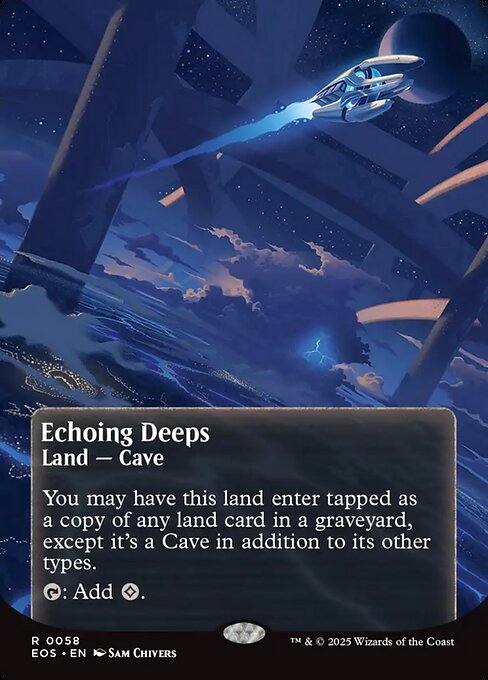 Echoing Deeps
Land — Cave
You may have this land enter tapped as
a copy of any land card in a graveyard,
except it's a Cave in addition to its other
types.
: Add .
R 0058
EOS • EN Sam Chivers
™ & © 2025 Wizards of the Coast